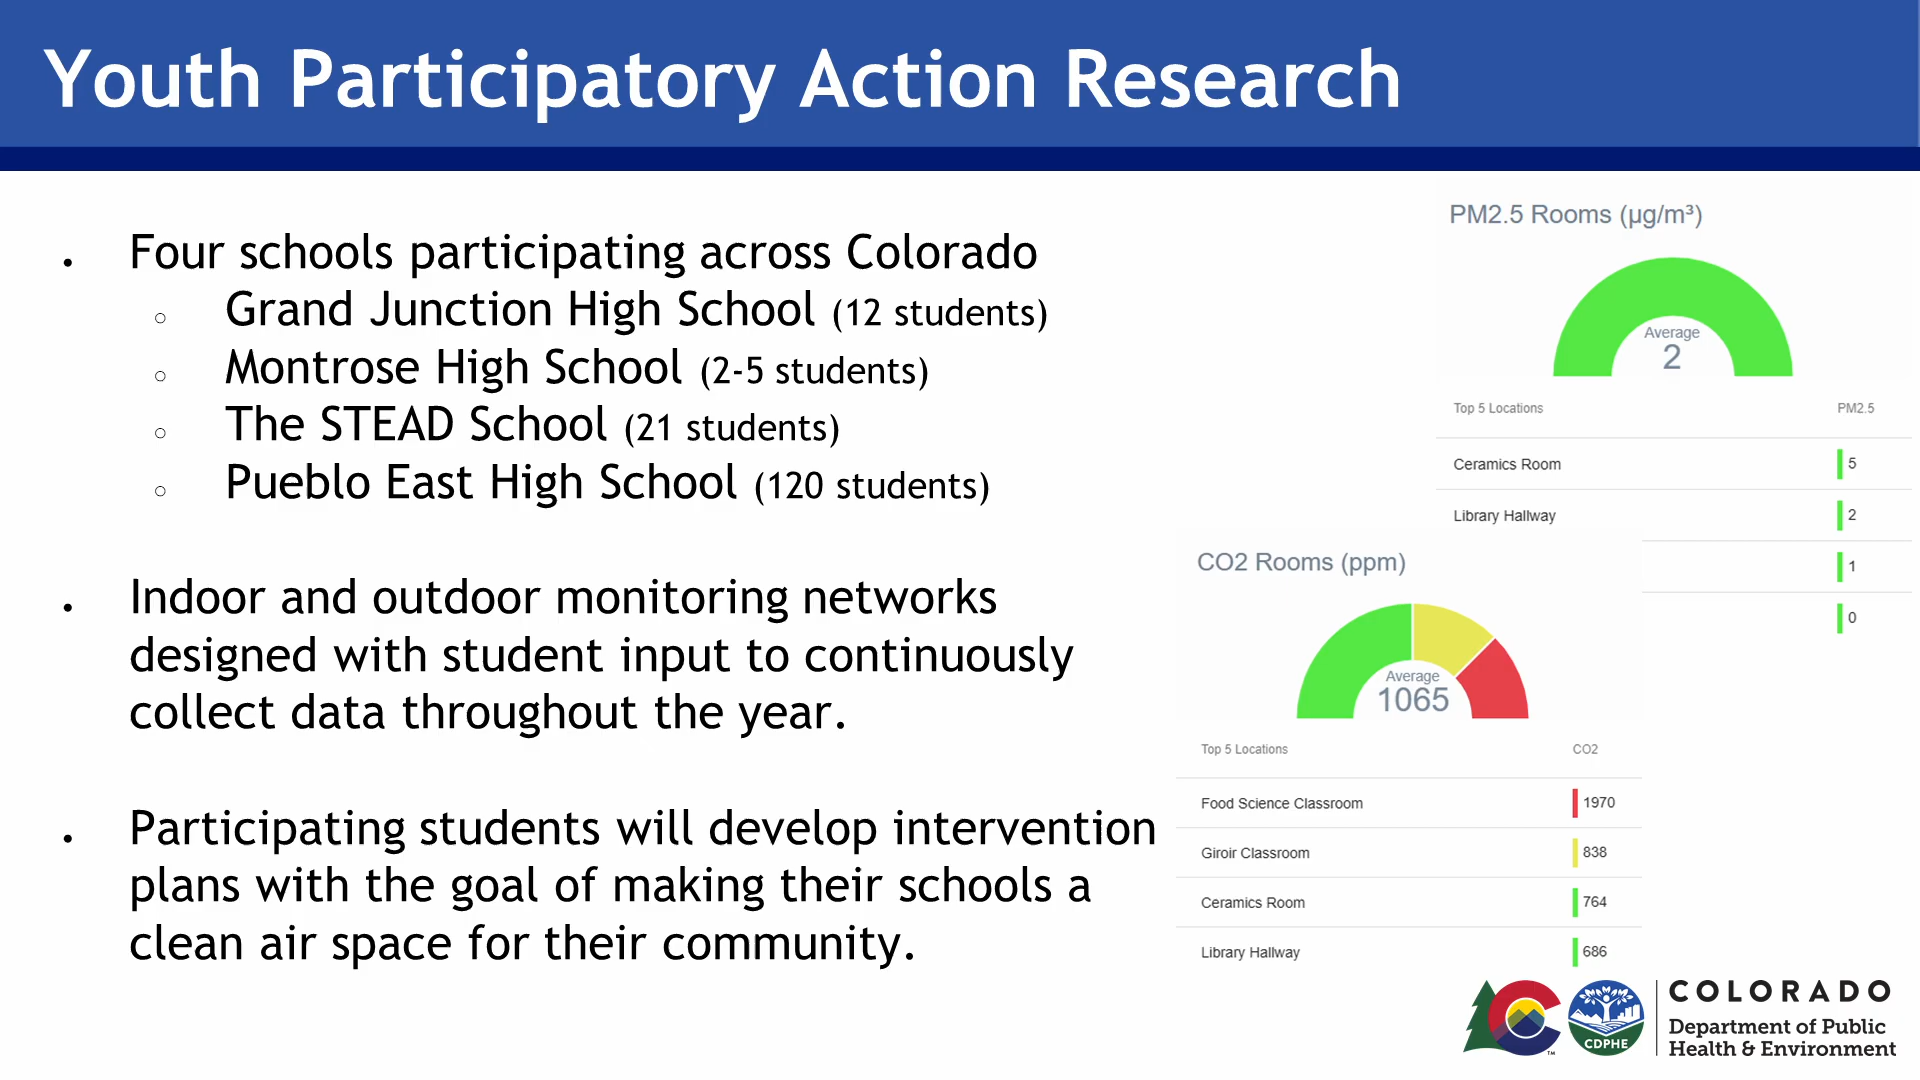 Youth Participatory Action Research
• Four schools participating across Colorado
○ Grand Junction High School (12 students)
○ Montrose High School (2-5 students)
○ The STEAD School (21 students)
○ Pueblo East High School (120 students)
• Indoor and outdoor monitoring networks
designed with student input to continuously
collect data throughout the year.
• Participating students will develop intervention
plans with the goal of making their schools a
clean air space for their community.
PM2.5 Rooms (µg/m³)
Average
2
Top 5 Locations PM2.5
Ceramics Room 5
Library Hallway 2
1
0
CO2 Rooms (ppm)
Average
1065
Top 5 Locations CO2
Food Science Classroom 1970
Giroir Classroom 838
Ceramics Room 764
Library Hallway 686
TM
CDPHE
COLORADO
Department of Public
Health & Environment